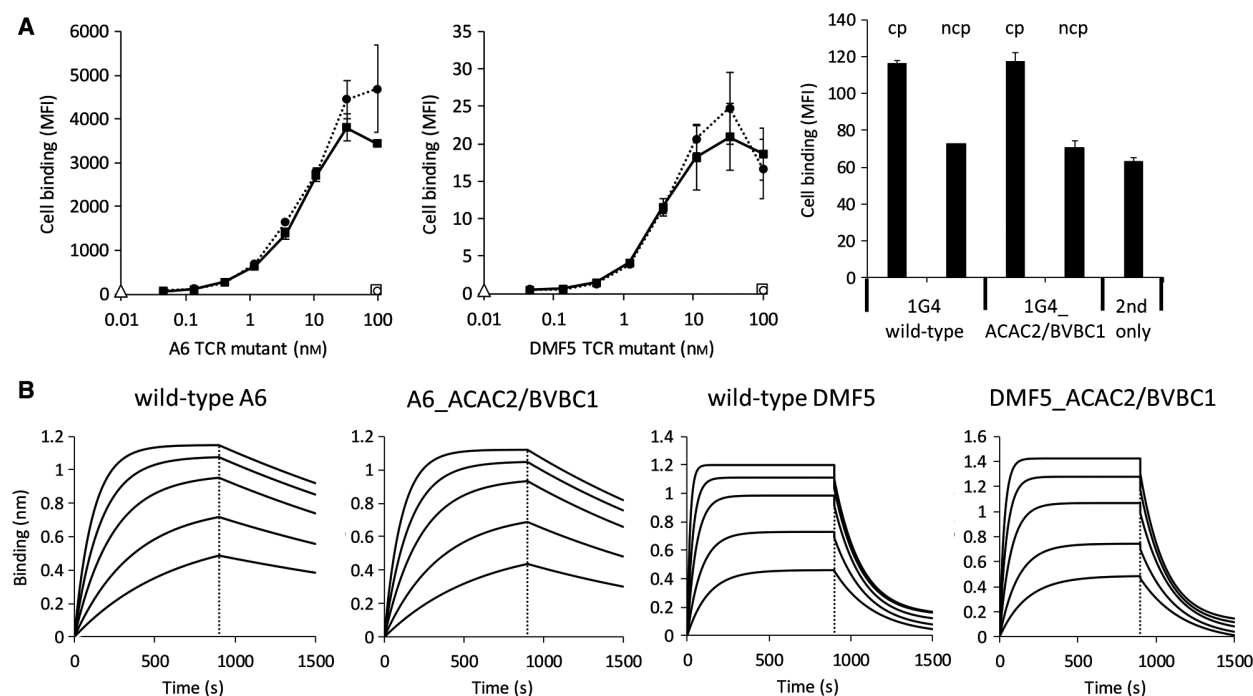 A
6000
5000
4000
3000
2000
1000
0
Cell binding (MFI)
0.01 0.1 1 10 100
A6 TCR mutant (nM)
35
30
25
20
15
10
5
0
Cell binding (MFI)
0.01 0.1 1 10 100
DMF5 TCR mutant (nM)
140
120
100
80
60
40
20
0
Cell binding (MFI)
cp ncp cp ncp
1G4 1G4_ 2nd
wild-type ACAC2/BVBC1 only
B
wild-type A6
1.2
1
0.8
0.6
0.4
0.2
0
Binding (nm)
0 500 1000 1500
Time (s)
A6_ACAC2/BVBC1
1.2
1
0.8
0.6
0.4
0.2
0
0 500 1000 1500
Time (s)
wild-type DMF5
1.4
1.2
1
0.8
0.6
0.4
0.2
0
0 500 1000 1500
Time (s)
DMF5_ACAC2/BVBC1
1.6
1.4
1.2
1
0.8
0.6
0.4
0.2
0
0 500 1000 1500
Time (s)